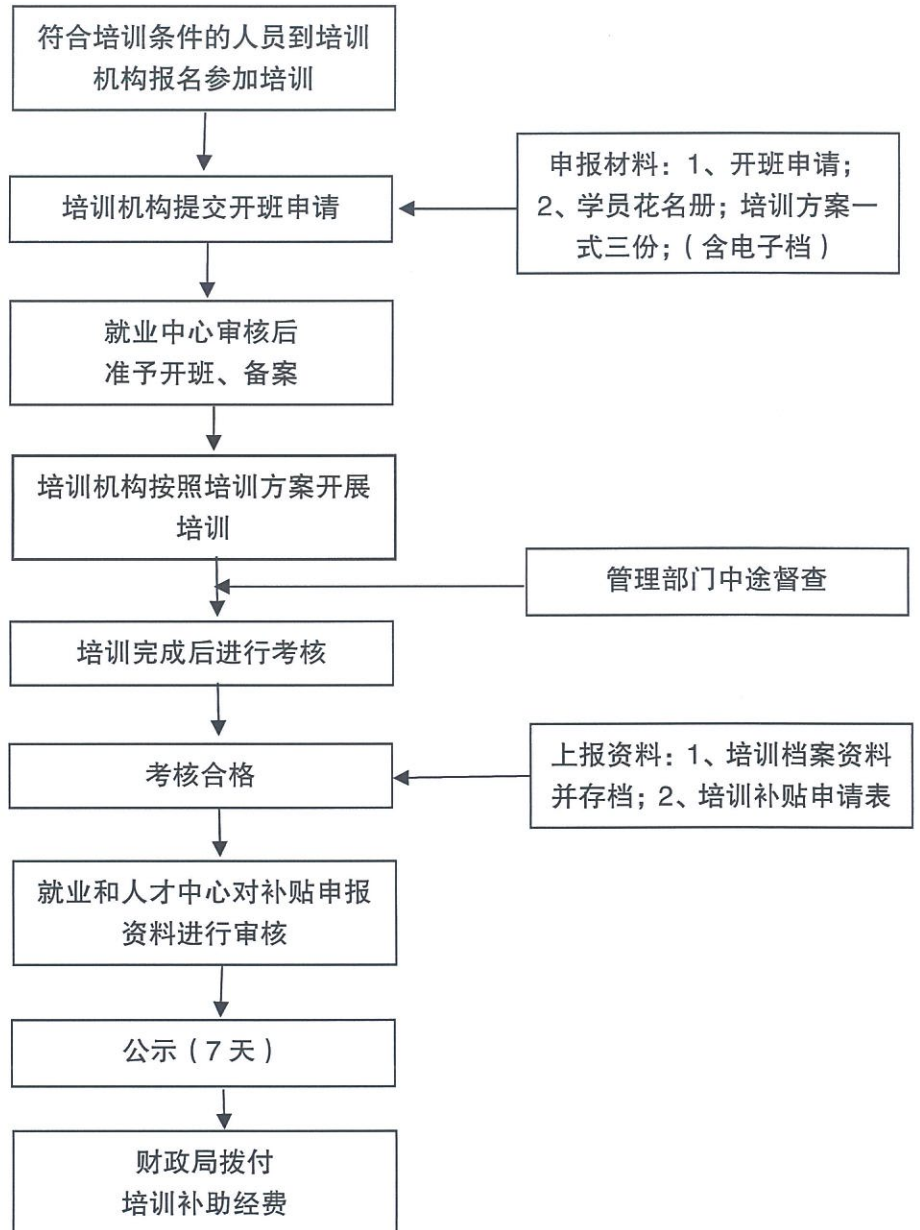 符合培训条件的人员到培训
机构报名参加培训
培训机构提交开班申请
申报材料：1、开班申请；
2、学员花名册；培训方案一
式三份；（含电子档）
就业中心审核后
准予开班、备案
培训机构按照培训方案开展
培训
管理部门中途督查
培训完成后进行考核
考核合格
上报资料：1、培训档案资料
并存档；2、培训补贴申请表
就业和人才中心对补贴申报
资料进行审核
公示（7天）
财政局拨付
培训补助经费